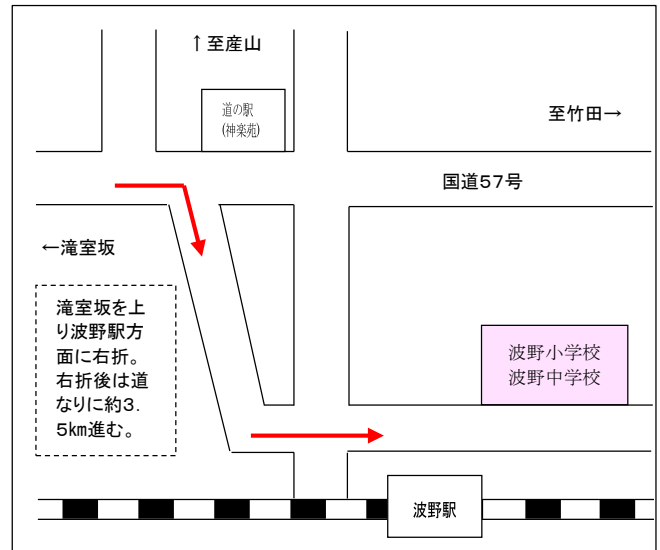 ↑至産山
道の駅
(神楽苑)
至竹田→
国道57号
←滝室坂
滝室坂を上
り波野駅方
面に右折。
右折後は道
なりに約3.
5㎞進む。
波野小学校
波野中学校
波野駅